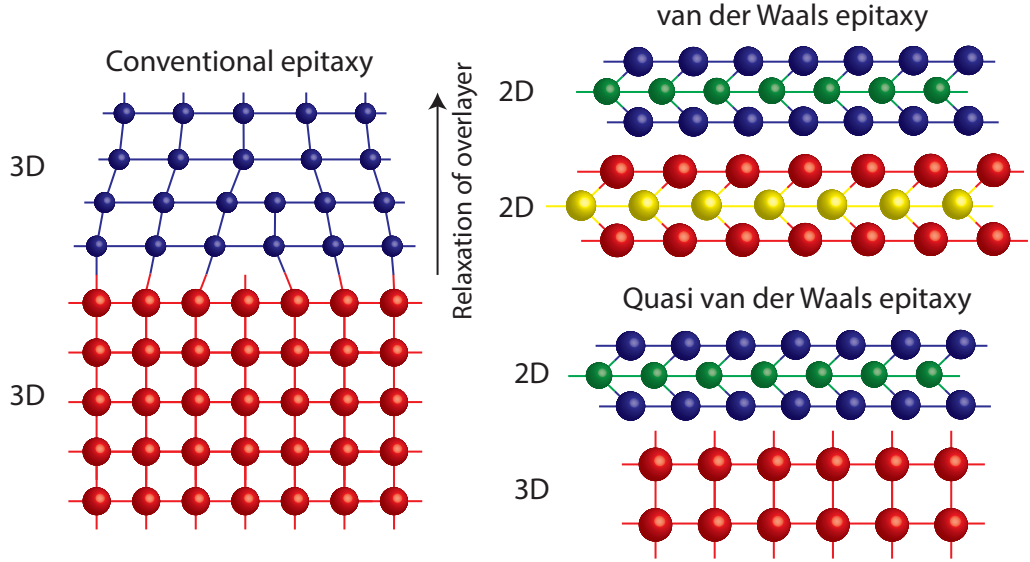 Conventional epitaxy
3D
3D
Relaxation of overlayer
van der Waals epitaxy
2D
2D
Quasi van der Waals epitaxy
2D
3D